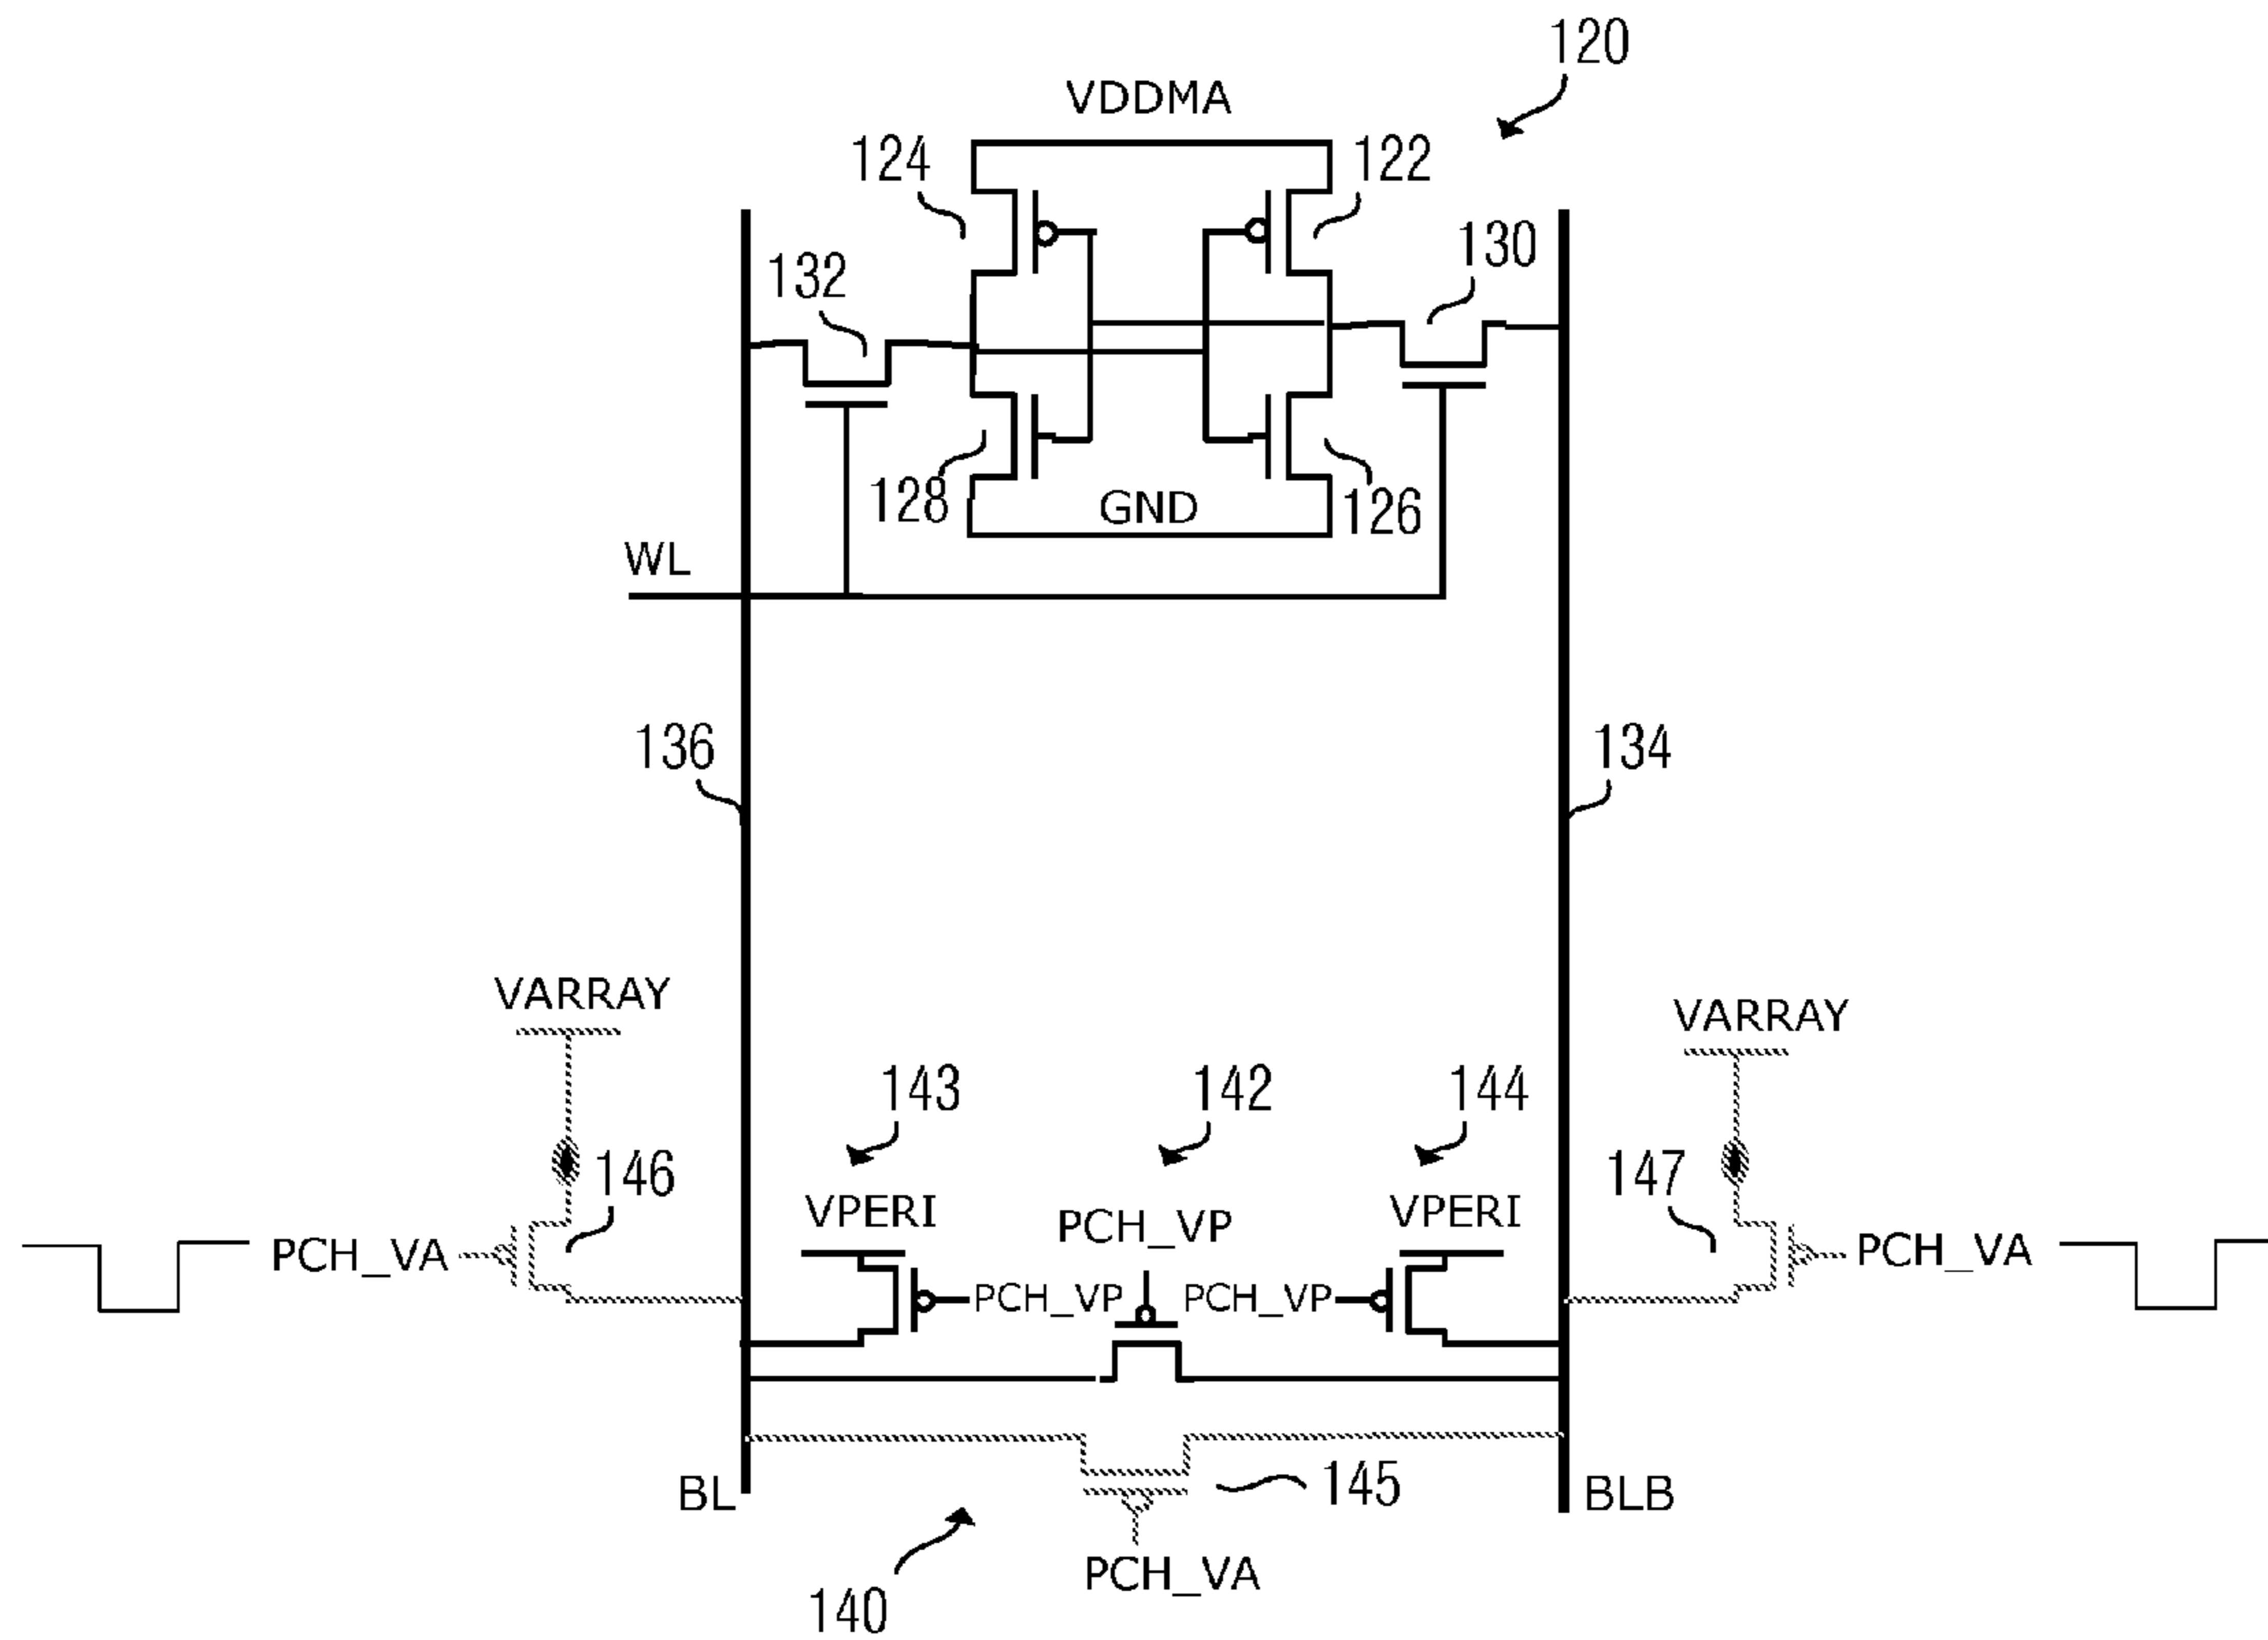 120
VDDMA
124
122
132
130
128
GND
126
WL
136
134
VARRAY
VARRAY
143
142
144
146
147
VPERI
PCH_VP
VPERI
PCH_VA
PCH_VP
PCH_VP
PCH_VA
BL
145
BLB
PCH_VA
140